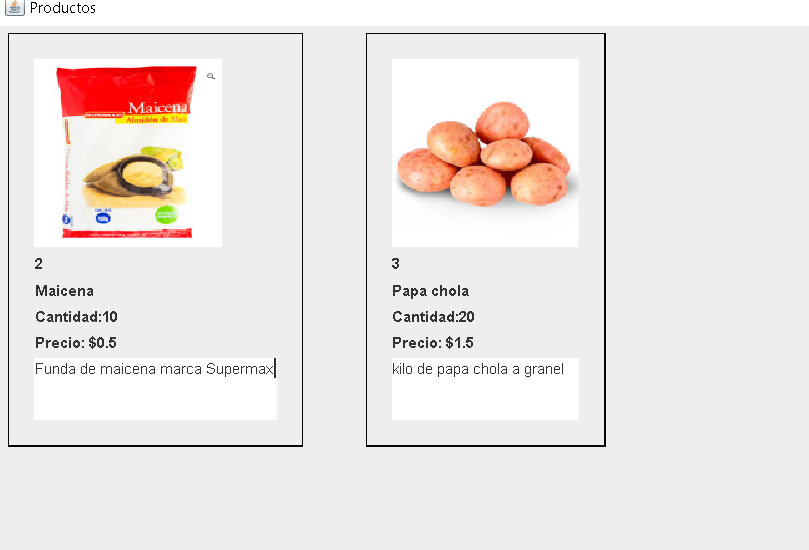 Productos
Maicena
Almidón de Maíz
2
Maicena
Cantidad:10
Precio: $0.5
Funda de maicena marca Supermax
3
Papa chola
Cantidad:20
Precio: $1.5
kilo de papa chola a granel